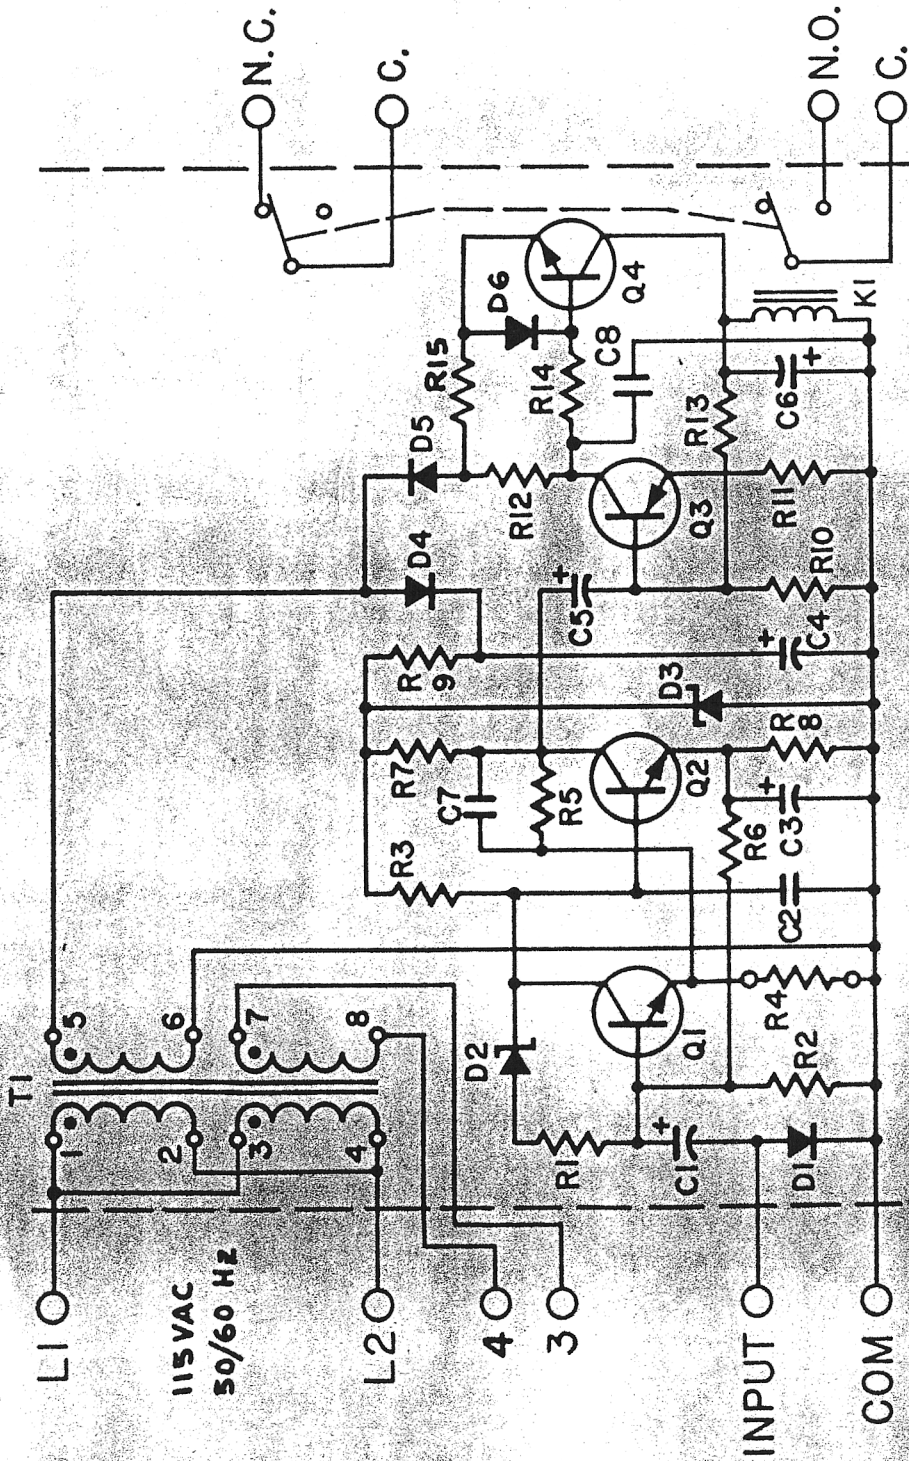 T1
L1
115 VAC
50/60 Hz
L2
4
3
INPUT
COM
1
2
3
4
5
6
7
8
D2
R1
C1
D1
Q1
R2
R4
R3
C2
C7
R7
R5
Q2
R6
C3
R8
D3
R9
D4
D5
C5
C4
R12
Q3
R10
R11
R15
D6
R14
C8
R13
C6
Q4
K1
N.C.
C.
N.O.
C.